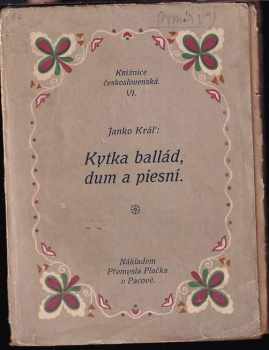 Knižnice
československá.
VI.
Janko Kráľ:
Kytka ballád,
dum a piesní.
Nákladem
Přemysla Plačka
v Pacově.